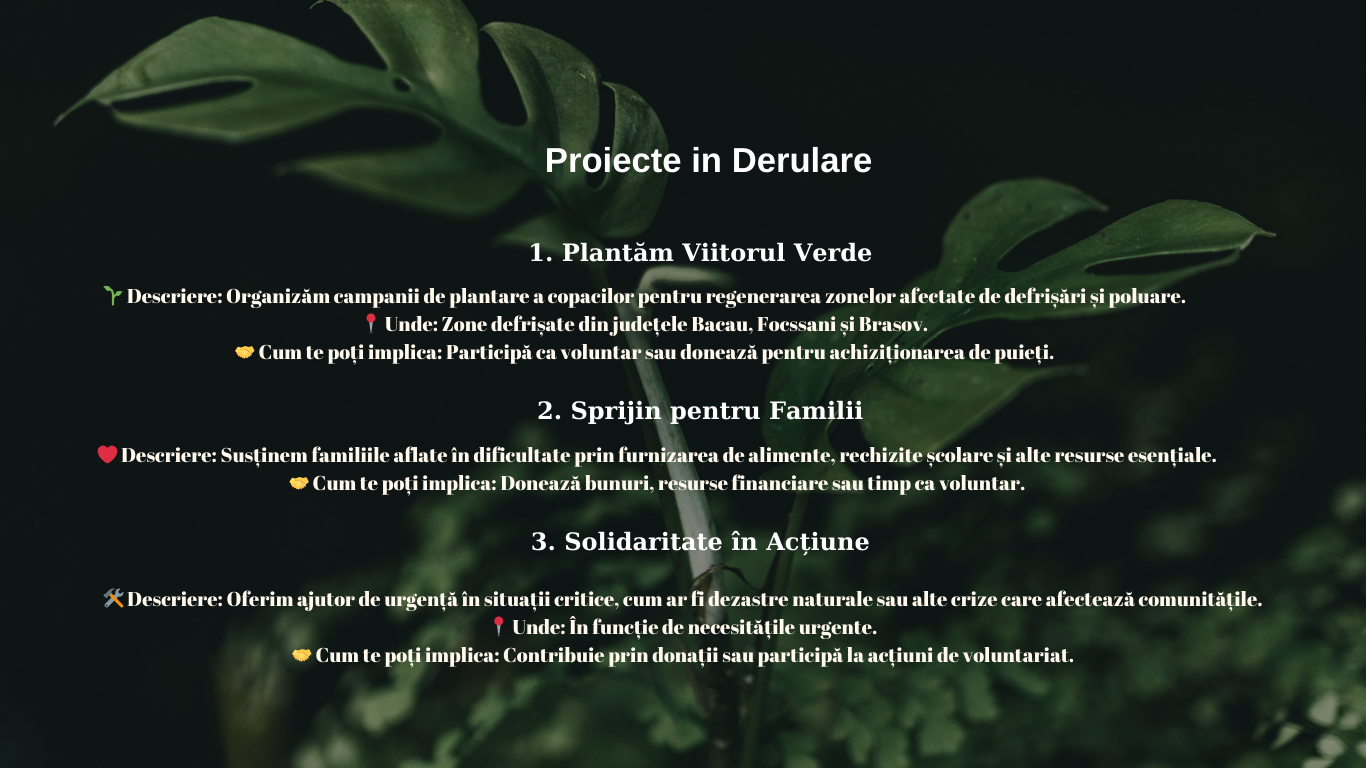 Proiecte in Derulare
1. Plantăm Viitorul Verde
🌱Descriere: Organizăm campanii de plantare a copacilor pentru regenerarea zonelor afectate de defrișări și poluare.
📍Unde: Zone defrișate din județele Bacau, Focssani și Brasov.
🤝Cum te poți implica: Participă ca voluntar sau donează pentru achiziționarea de puieți.
2. Sprijin pentru Familii
❤️Descriere: Susținem familiile aflate în dificultate prin furnizarea de alimente, rechizite școlare și alte resurse esențiale.
🤝Cum te poți implica: Donează bunuri, resurse financiare sau timp ca voluntar.
3. Solidaritate în Acțiune
🛠️Descriere: Oferim ajutor de urgență în situații critice, cum ar fi dezastre naturale sau alte crize care afectează comunitățile.
📍Unde: În funcție de necesitățile urgente.
🤝Cum te poți implica: Contribuie prin donații sau participă la acțiuni de voluntariat.